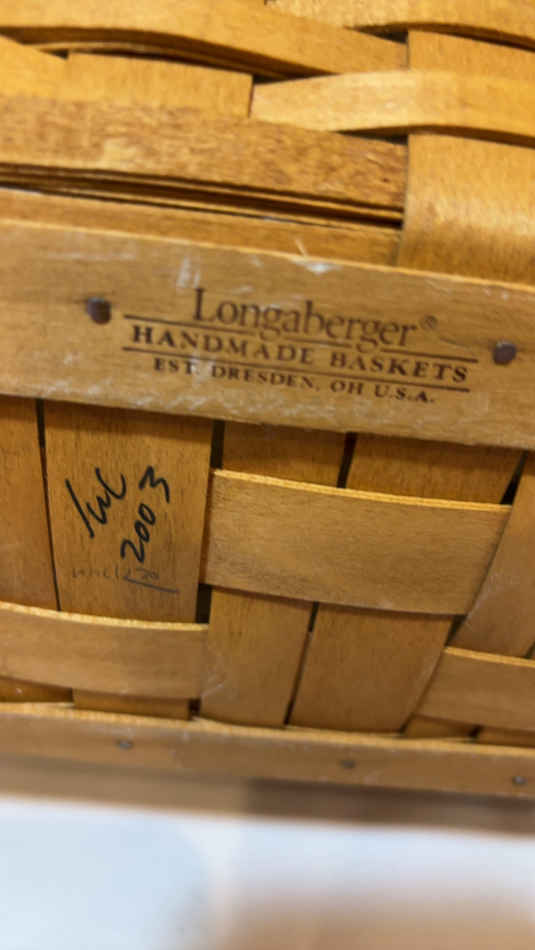 Longaberger®
HANDMADE BASKETS
EST. DRESDEN, OH U.S.A.
2003